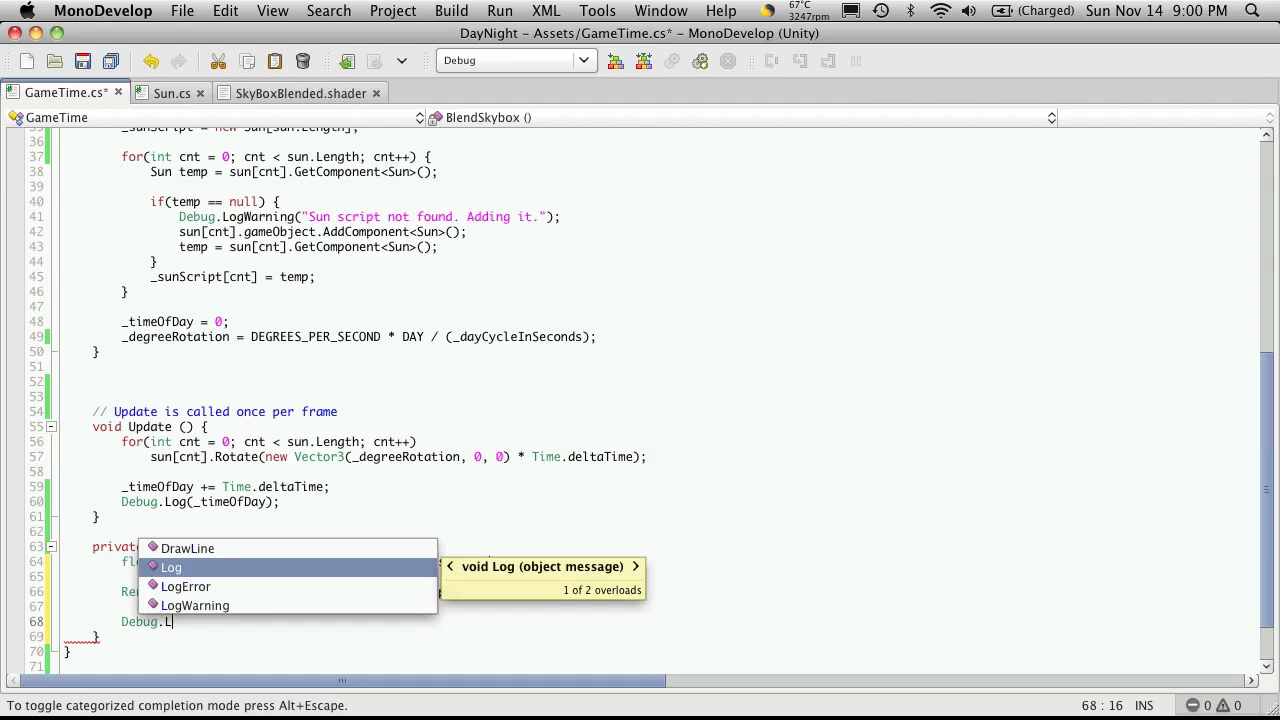 MonoDevelop File Edit View Search Project Build Run XML Tools Unity Window Help 67°C 3247rpm (Charged) Sun Nov 14 9:00 PM
DayNight - Assets/GameTime.cs* - MonoDevelop (Unity)
Debug
GameTime.cs* Sun.cs SkyBoxBlended.shader
GameTime BlendSkybox ()
_sunScript = new Sun[sun.Length];
36
37 for(int cnt = 0; cnt < sun.Length; cnt++) {
38 Sun temp = sun[cnt].GetComponent<Sun>();
39
40 if(temp == null) {
41 Debug.LogWarning("Sun script not found. Adding it.");
42 sun[cnt].gameObject.AddComponent<Sun>();
43 temp = sun[cnt].GetComponent<Sun>();
44 }
45 _sunScript[cnt] = temp;
46 }
47
48 _timeOfDay = 0;
49 _degreeRotation = DEGREES_PER_SECOND * DAY / (_dayCycleInSeconds);
50 }
51
52
53
54 // Update is called once per frame
55 void Update () {
56 for(int cnt = 0; cnt < sun.Length; cnt++)
57 sun[cnt].Rotate(new Vector3(_degreeRotation, 0, 0) * Time.deltaTime);
58
59 _timeOfDay += Time.deltaTime;
60 Debug.Log(_timeOfDay);
61 }
62
63 private
64 flo
65
66 Ren
67
68 Debug.L
69 }
70 }
71
DrawLine
Log
LogError
LogWarning
void Log (object message)
1 of 2 overloads
To toggle categorized completion mode press Alt+Escape. 68 : 16 INS 0 0